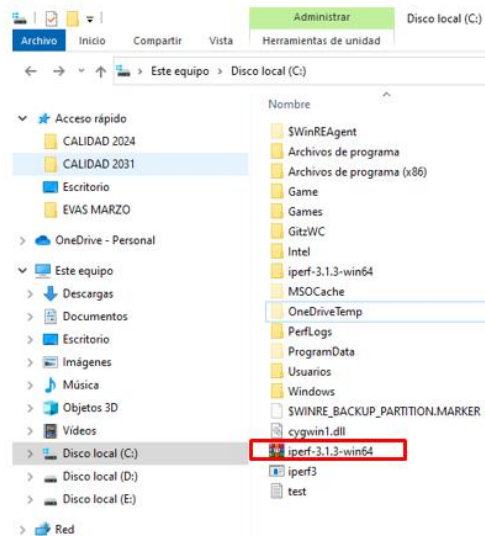 Administrar
Disco local (C:)
Archivo
Inicio
Compartir
Vista
Herramientas de unidad
Este equipo > Disco local (C:)
Acceso rápido
CALIDAD 2024
CALIDAD 2031
Escritorio
EVAS MARZO
OneDrive - Personal
Este equipo
Descargas
Documentos
Escritorio
Imágenes
Música
Objetos 3D
Vídeos
Disco local (C:)
Disco local (D:)
Disco local (E:)
Red
Nombre
$WinREAgent
Archivos de programa
Archivos de programa (x86)
Game
Games
GitzWC
Intel
iperf-3.1.3-win64
MSOCache
OneDriveTemp
PerfLogs
ProgramData
Usuarios
Windows
$WINRE_BACKUP_PARTITION.MARKER
cygwin1.dll
iperf-3.1.3-win64
iperf3
test